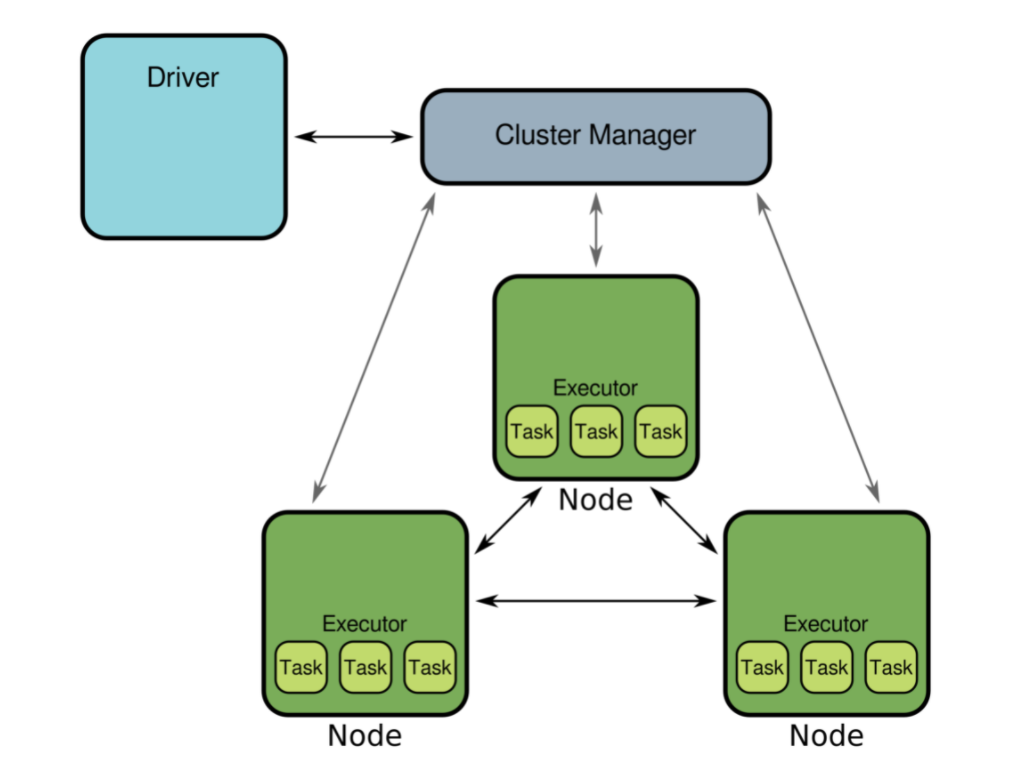 Driver
Cluster Manager
Executor
Task Task Task
Node
Executor
Task Task Task
Node
Executor
Task Task Task
Node